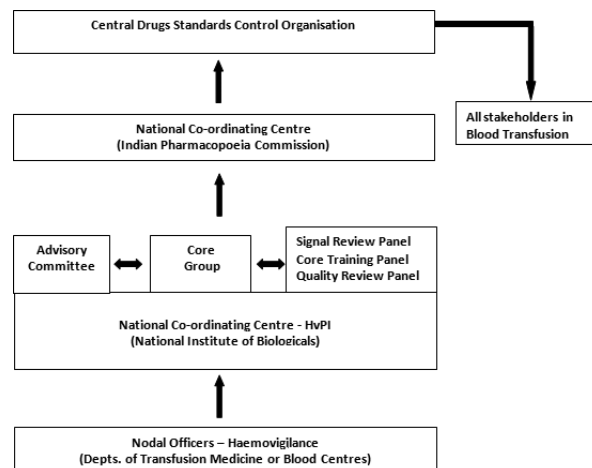 Central Drugs Standards Control Organisation
All stakeholders in
Blood Transfusion
National Co-ordinating Centre
(Indian Pharmacopoeia Commission)
Advisory
Committee
Core
Group
Signal Review Panel
Core Training Panel
Quality Review Panel
National Co-ordinating Centre - HvPI
(National Institute of Biologicals)
Nodal Officers – Haemovigilance
(Depts. of Transfusion Medicine or Blood Centres)